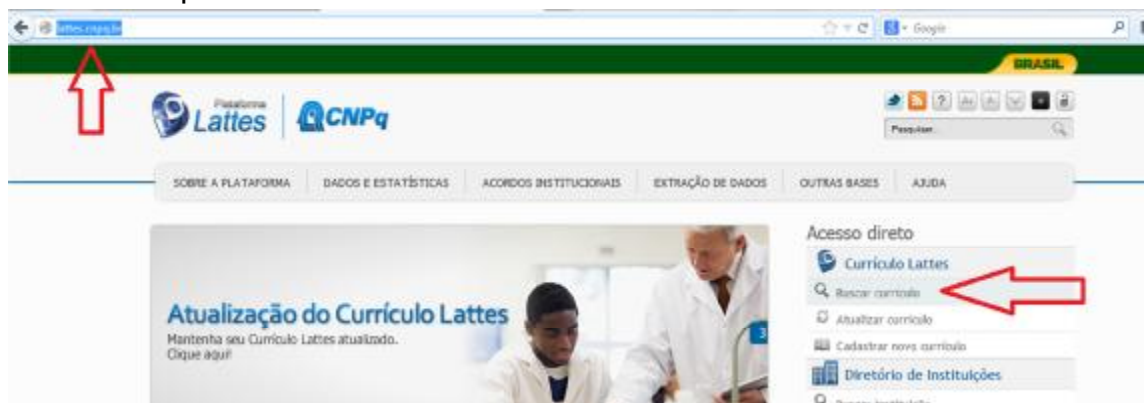 lattes.cnpq.br
Google
BRASIL
Plataforma
Lattes
CNPq
Pesquisar
SOBRE A PLATAFORMA DADOS E ESTATÍSTICAS ACORDOS INSTITUCIONAIS EXTRAÇÃO DE DADOS OUTRAS BASES AJUDA
Acesso direto
Currículo Lattes
Buscar currículo
Atualizar currículo
Cadastrar novo currículo
Diretório de Instituições
Atualização do Currículo Lattes
Mantenha seu Currículo Lattes atualizado.
Clique aqui!
3